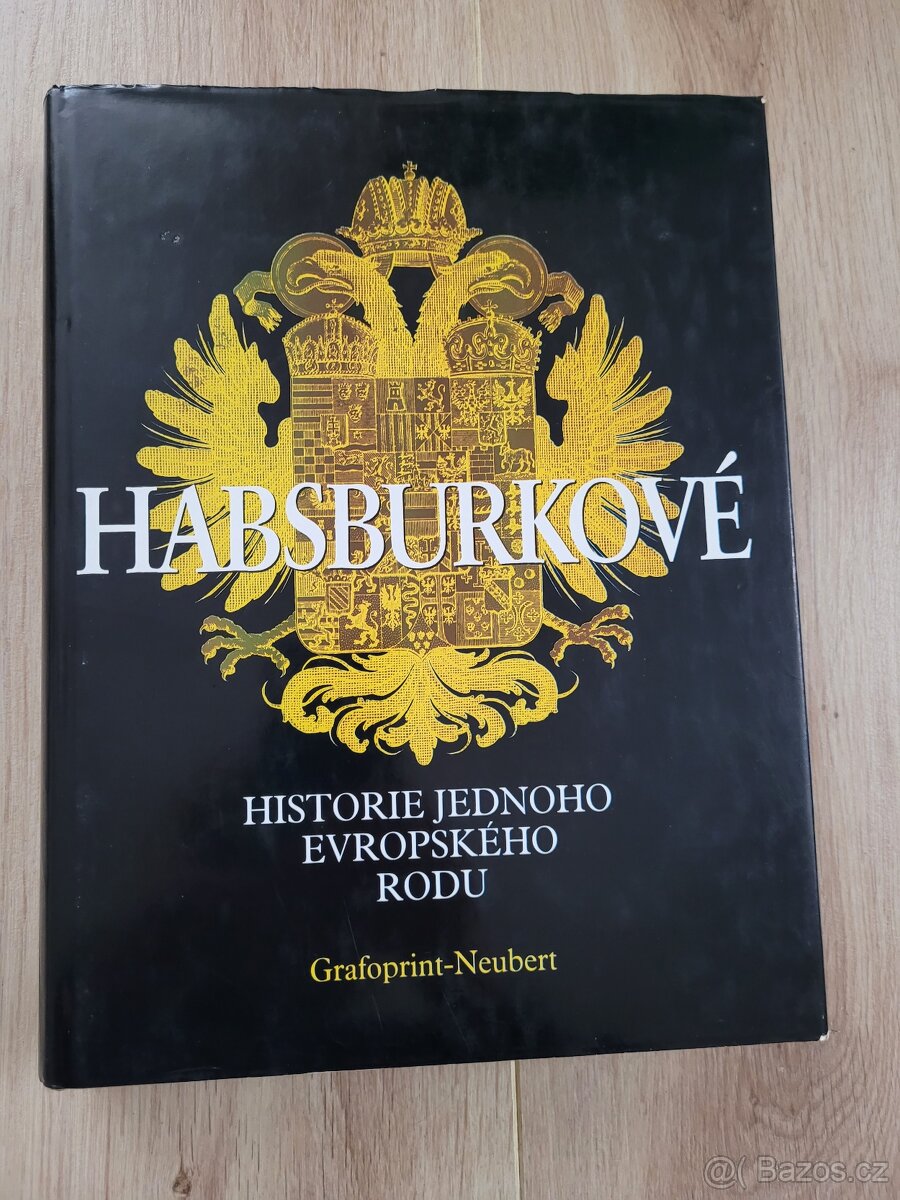 HABSBURKOVÉ
HISTORIE JEDNOHO
EVROPSKÉHO
RODU
Grafoprint-Neubert
@( Bazos.cz